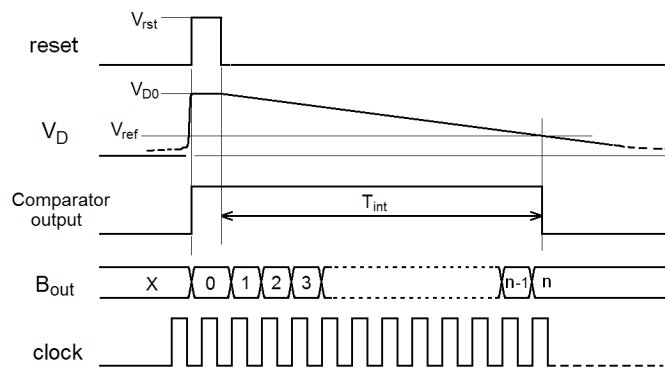 Vrst
reset
VD0
VD
Vref
Comparator
output
Tint
Bout
X 0 1 2 3 n-1 n
clock